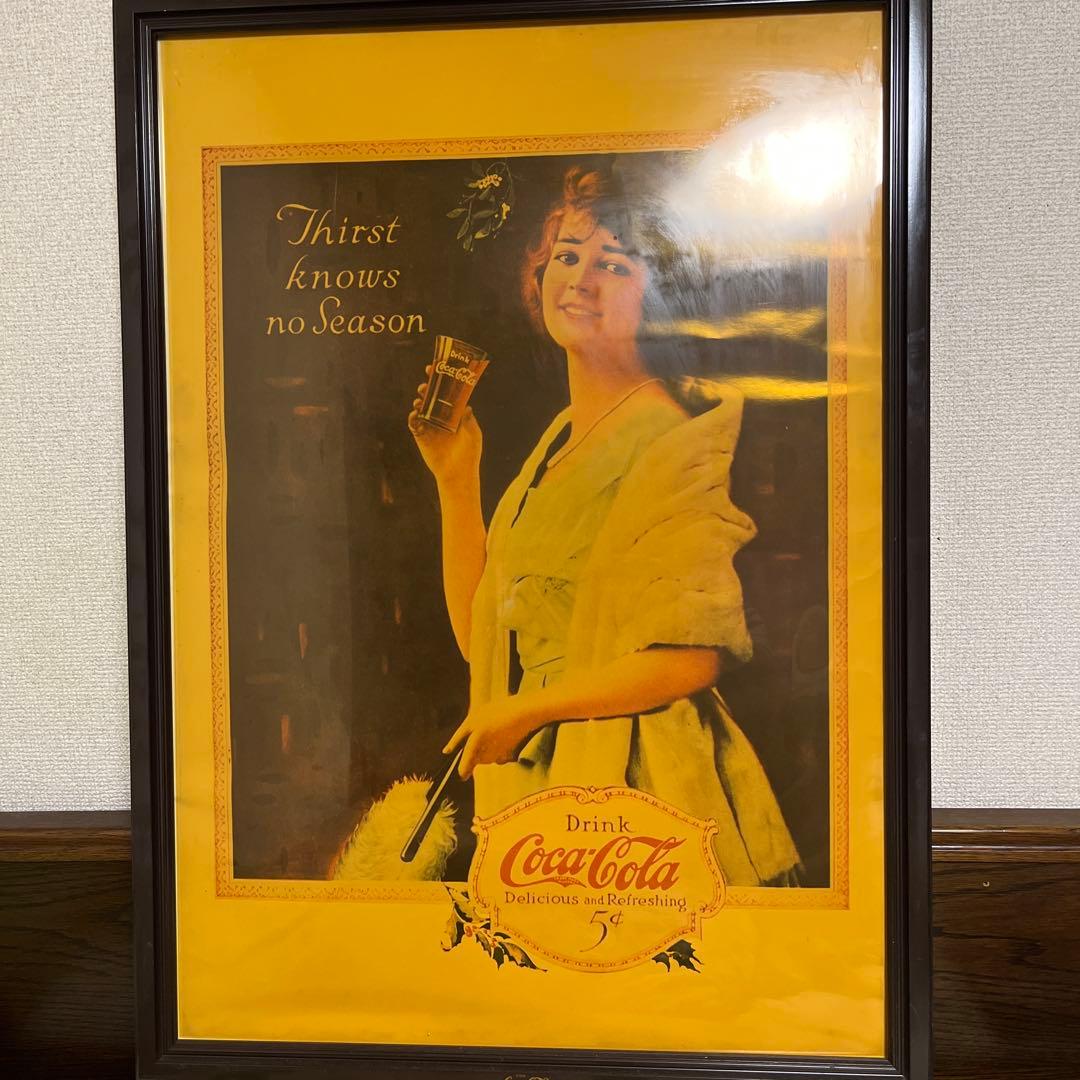 Thirst
knows
no Season
Drink
Coca-Cola
Drink
Coca-Cola
Delicious and Refreshing
5¢